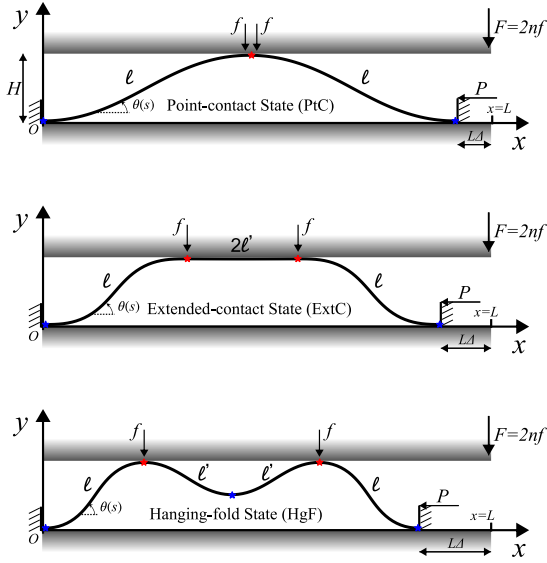 y
f
F=2nf
H
ℓ
ℓ
P
θ(s)
Point-contact State (PtC)
x=L
O
LΔ
x
y
f
f
F=2nf
2ℓ'
ℓ
ℓ
P
θ(s)
Extended-contact State (ExtC)
x=L
O
LΔ
x
y
f
f
F=2nf
ℓ
ℓ'
ℓ'
ℓ
P
θ(s)
Hanging-fold State (HgF)
x=L
O
LΔ
x